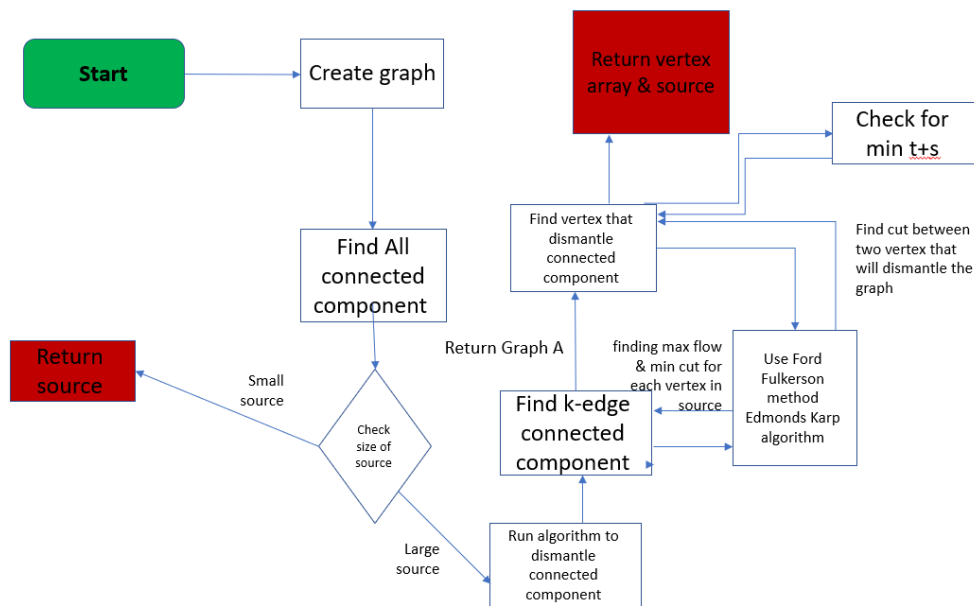 Start
Create graph
Find All
connected
component
Check
size of
source
Small
source
Return
source
Large
source
Run algorithm to
dismantle
connected
component
Find k-edge
connected
component
finding max flow
& min cut for
each vertex in
source
Use Ford
Fulkerson
method
Edmonds Karp
algorithm
Return Graph A
Find vertex that
dismantle
connected
component
Find cut between
two vertex that
will dismantle the
graph
Check for
min t+s
Return vertex
array & source